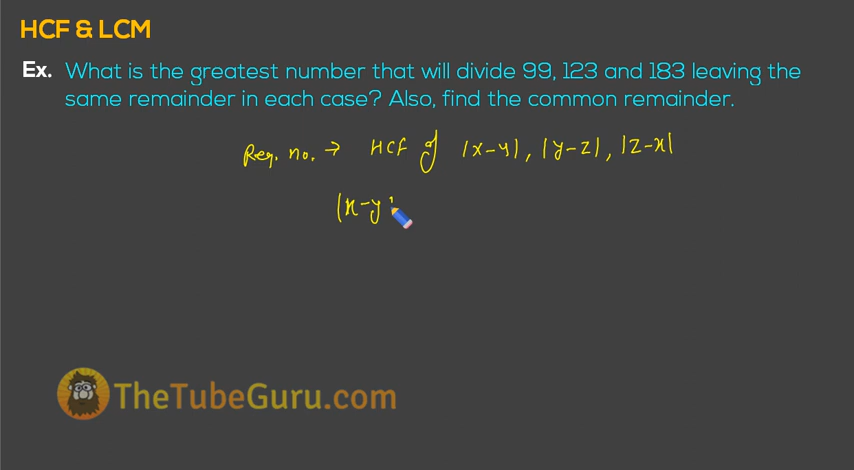 HCF & LCM
Ex. What is the greatest number that will divide 99, 123 and 183 leaving the
same remainder in each case? Also, find the common remainder.
Req. no. → HCF of |x-y|, |y-z|, |z-x|
|x-y
TheTubeGuru.com